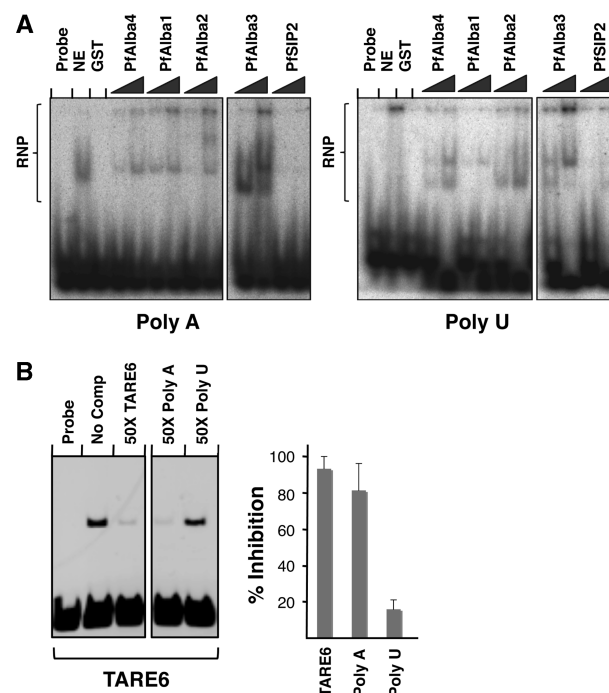 A
Probe NE GST PfAlba4 PfAlba1 PfAlba2 PfAlba3 PfSIP2
Probe NE GST PfAlba4 PfAlba1 PfAlba2 PfAlba3 PfSIP2
RNP
RNP
Poly A
Poly U
B
Probe No Comp 50X TARE6 50X Poly A 50X Poly U
TARE6
% Inhibition
100
80
60
40
20
TARE6 Poly A Poly U